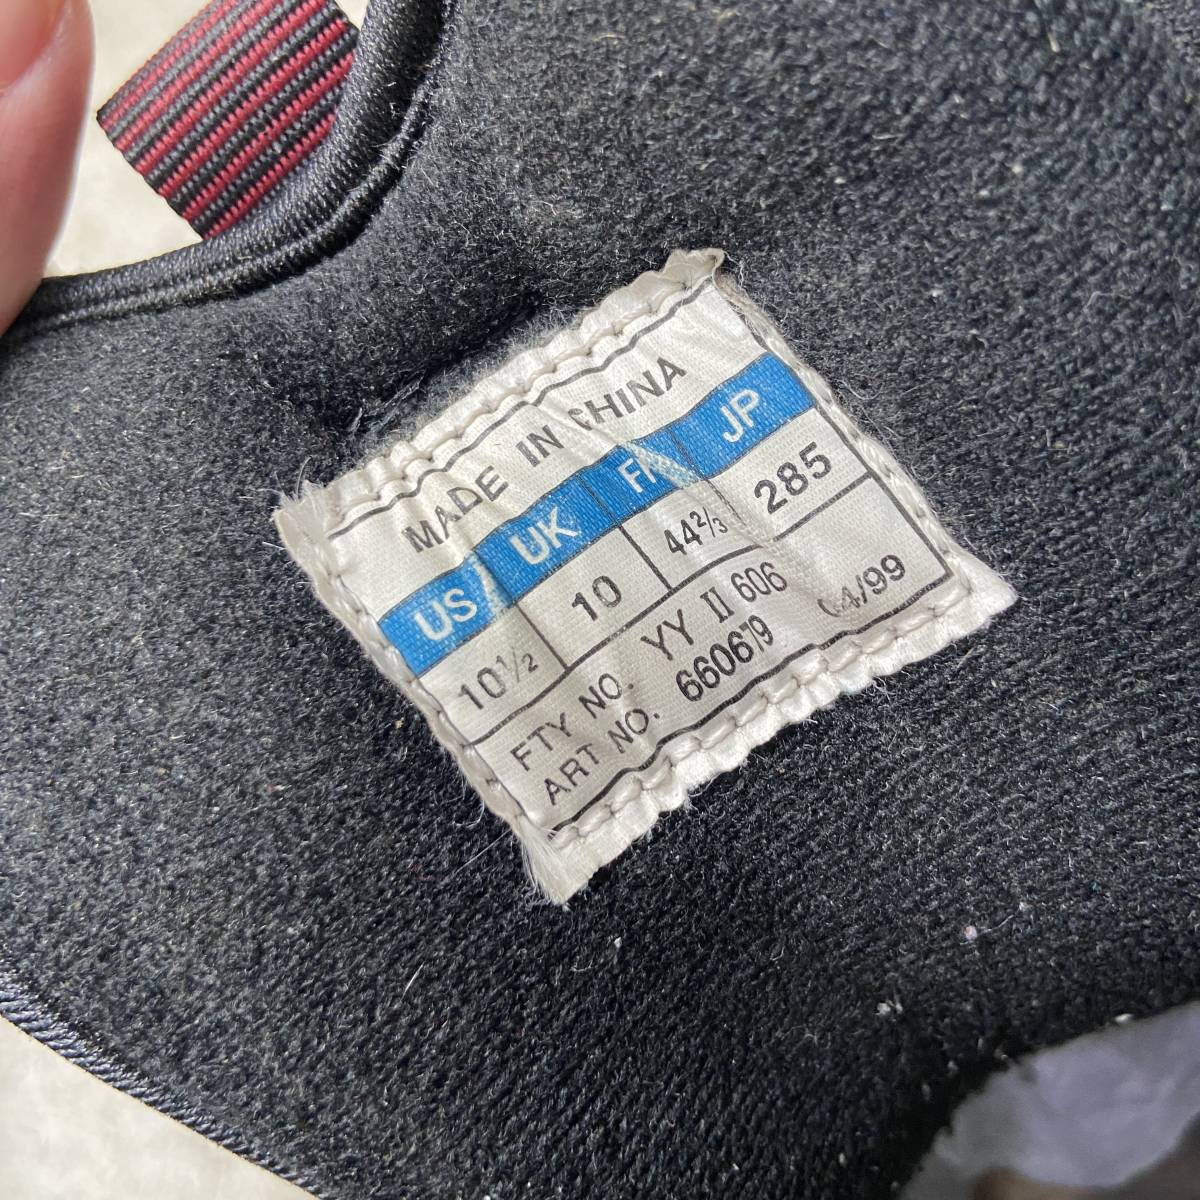 MADE IN CHINA
US UK F JP
10½ 10 44⅔ 285
FTY NO. YY II 606 04/99
ART NO. 660679